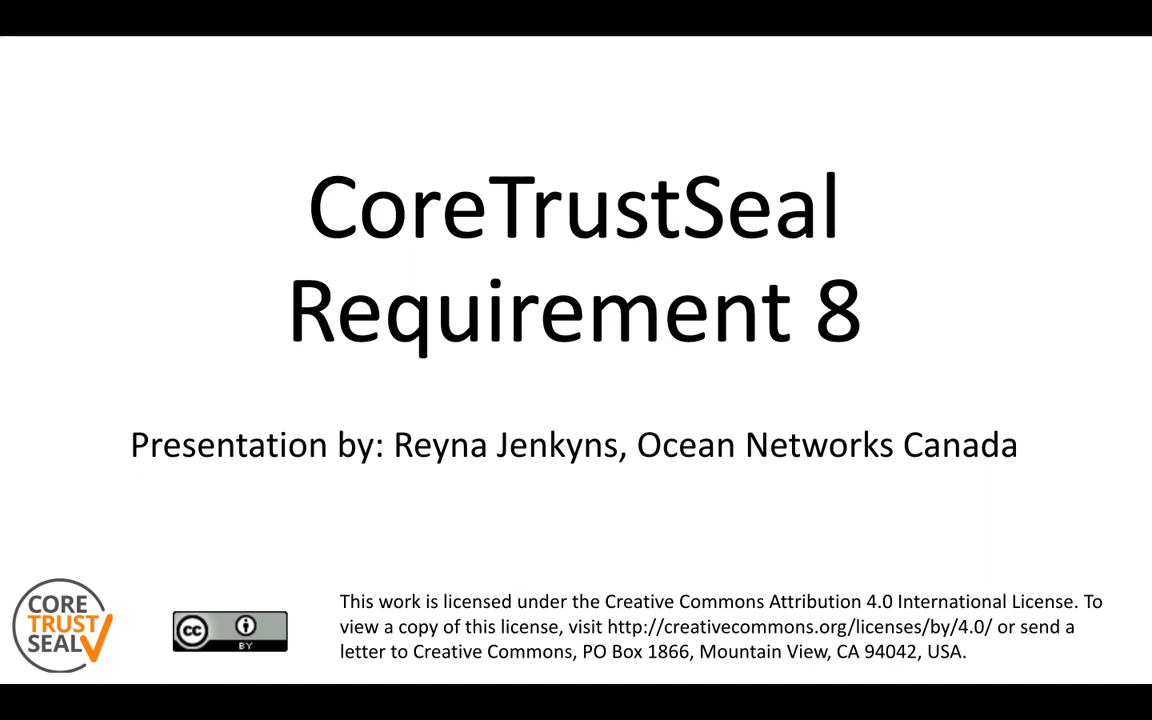 CoreTrustSeal
Requirement 8
Presentation by: Reyna Jenkyns, Ocean Networks Canada
CORE
TRUST
SEAL
cc
BY
This work is licensed under the Creative Commons Attribution 4.0 International License. To
view a copy of this license, visit http://creativecommons.org/licenses/by/4.0/ or send a
letter to Creative Commons, PO Box 1866, Mountain View, CA 94042, USA.